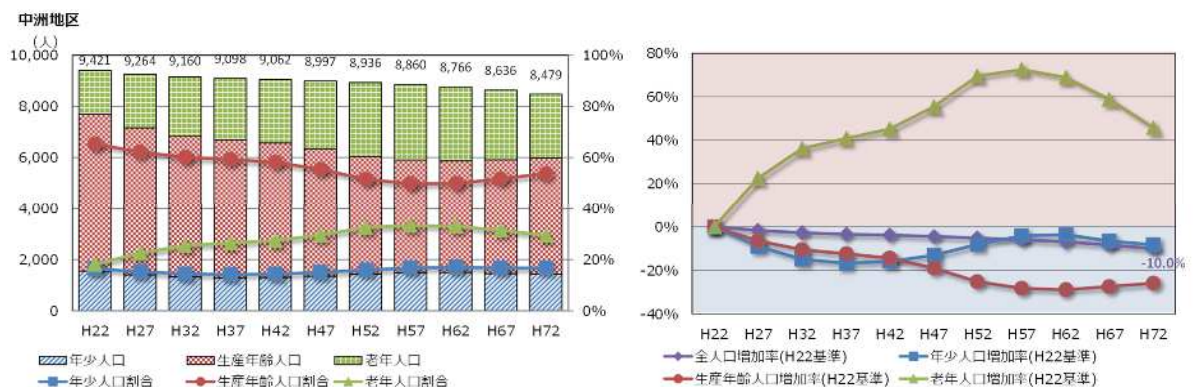 中洲地区
(人)
10,000 8,000 6,000 4,000 2,000 0
9,421 9,264 9,160 9,098 9,062 8,997 8,936 8,860 8,766 8,636 8,479
100% 80% 60% 40% 20% 0%
H22 H27 H32 H37 H42 H47 H52 H57 H62 H67 H72
年少人口 生産年齢人口 老年人口
年少人口割合 生産年齢人口割合 老年人口割合
80%
60%
40%
20%
0%
-20%
-40%
-10.0%
H22 H27 H32 H37 H42 H47 H52 H57 H62 H67 H72
全人口増加率(H22基準) 年少人口増加率(H22基準)
生産年齢人口増加率(H22基準) 老年人口増加率(H22基準)